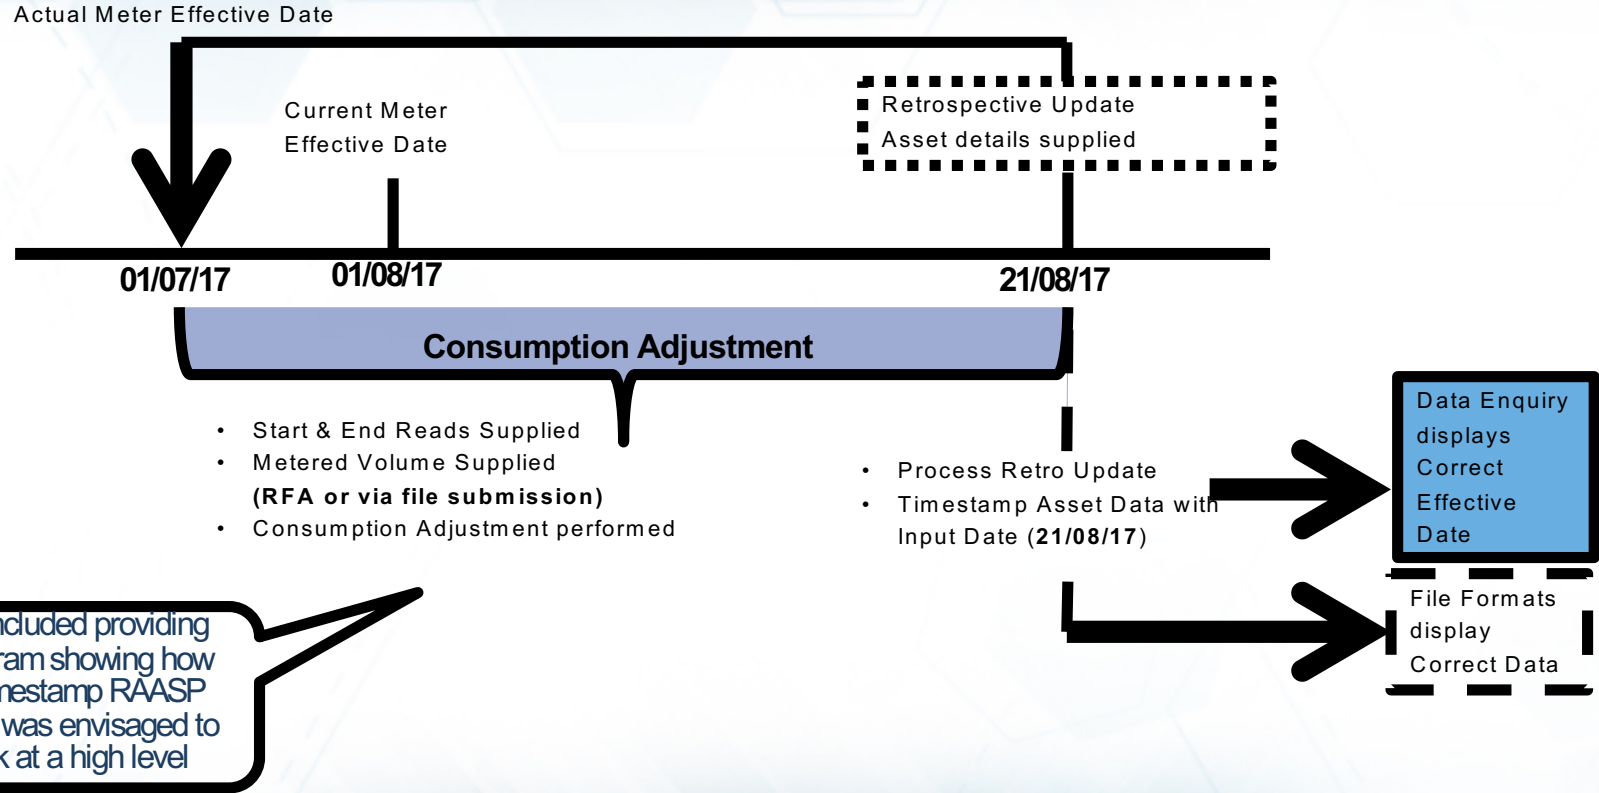 Actual Meter Effective Date
Current Meter
Effective Date
Retrospective Update
Asset details supplied
01/07/17
01/08/17
21/08/17
Consumption Adjustment
• Start & End Reads Supplied
• Metered Volume Supplied
(RFA or via file submission)
• Consumption Adjustment performed
• Process Retro Update
• Timestamp Asset Data with
Input Date (21/08/17)
Data Enquiry
displays
Correct
Effective
Date
File Formats
display
Correct Data
providing
showing how
RAASP
was envisaged to
at a high level